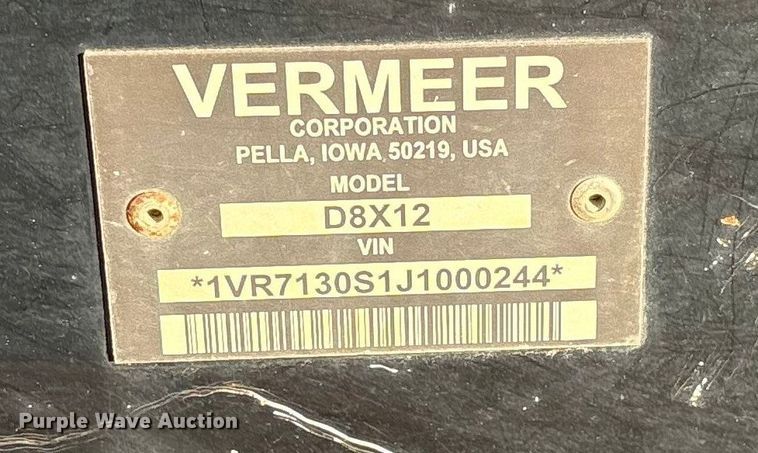 VERMEER
CORPORATION
PELLA, IOWA 50219, USA
MODEL
D8X12
VIN
*1VR7130S1J1000244*
Purple Wave Auction